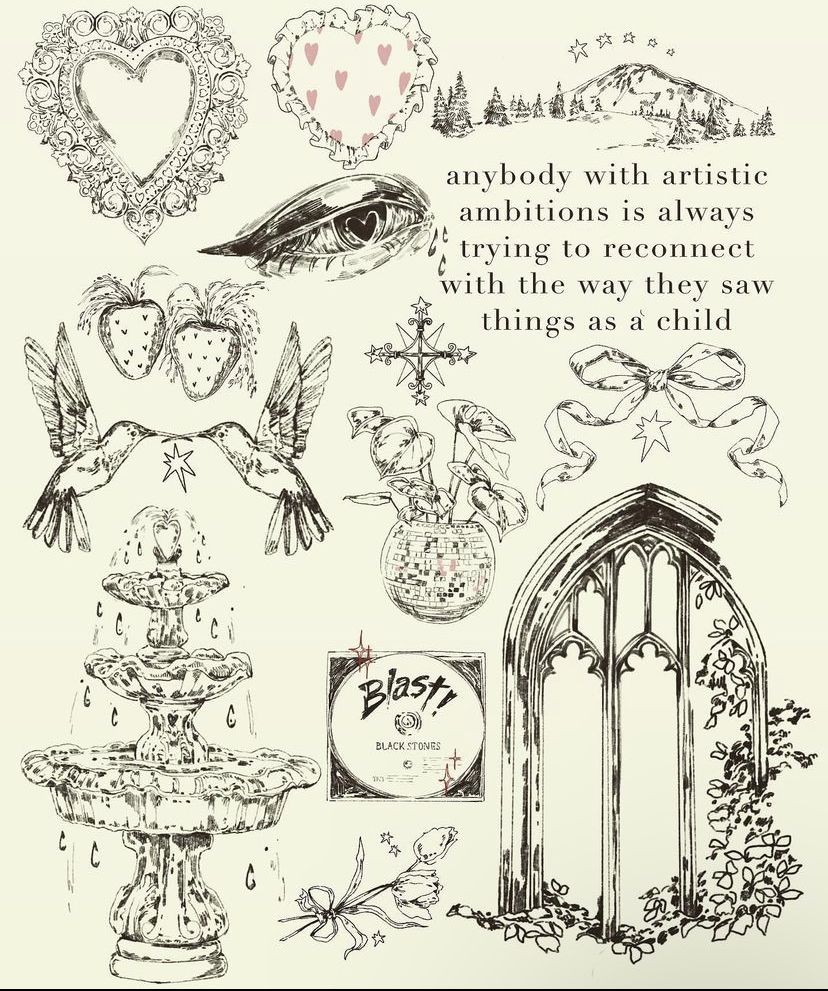 anybody with artistic
ambitions is always
trying to reconnect
with the way they saw
things as a child
Blast!
BLACK STONES